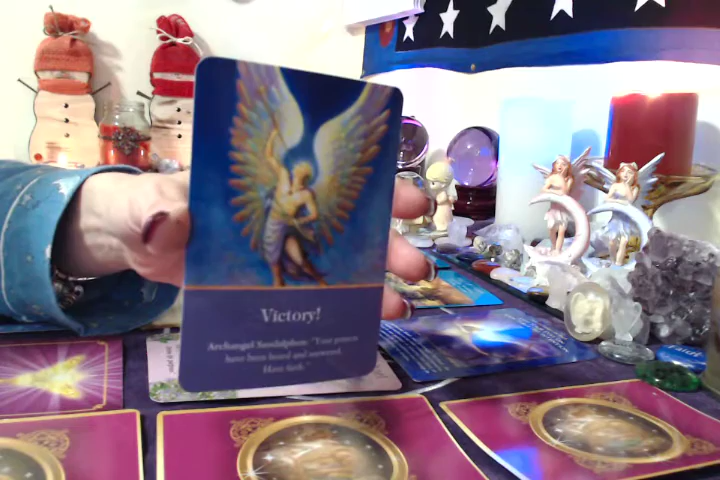 Victory!
Archangel Sandalphon: "Your prayers
have been heard and answered.
Have faith."